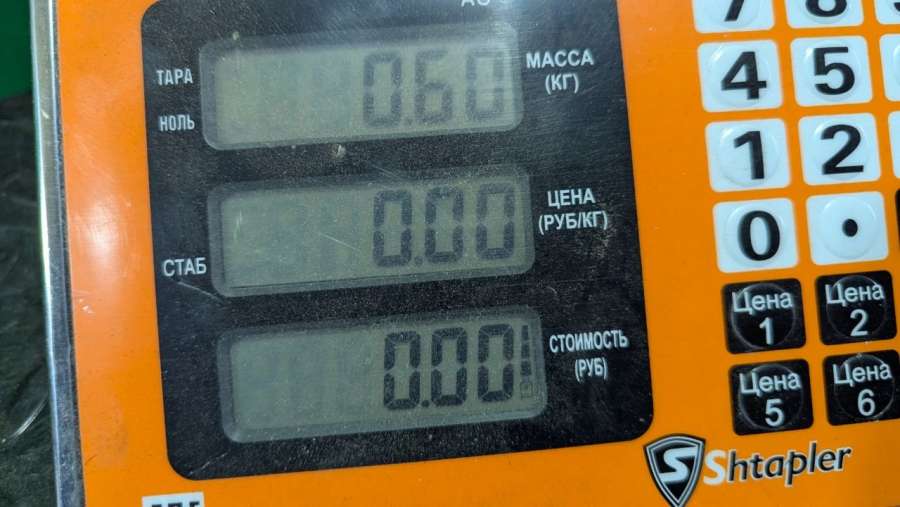 ТАРА
0.60
МАССА
(КГ)
НОЛЬ
0.00
ЦЕНА
(РУБ/КГ)
СТАБ
0.00
СТОИМОСТЬ
(РУБ)
4 5
1 2
0 .
Цена 1
Цена 2
Цена 5
Цена 6
Shtapler